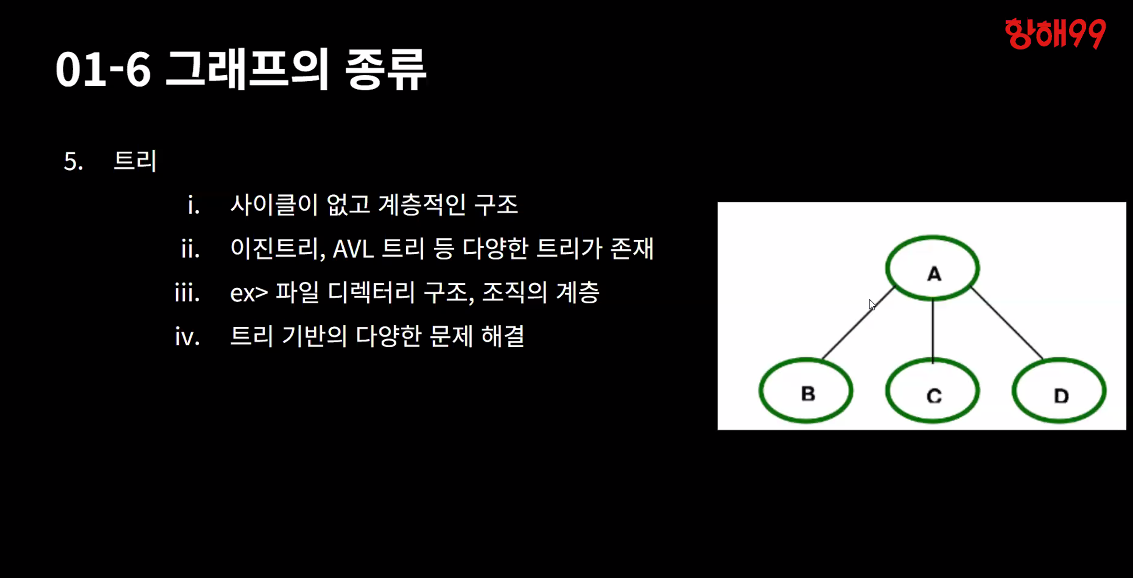 항해99
01-6 그래프의 종류
5. 트리
i. 사이클이 없고 계층적인 구조
ii. 이진트리, AVL 트리 등 다양한 트리가 존재
iii. ex> 파일 디렉터리 구조, 조직의 계층
iv. 트리 기반의 다양한 문제 해결
A
B C D